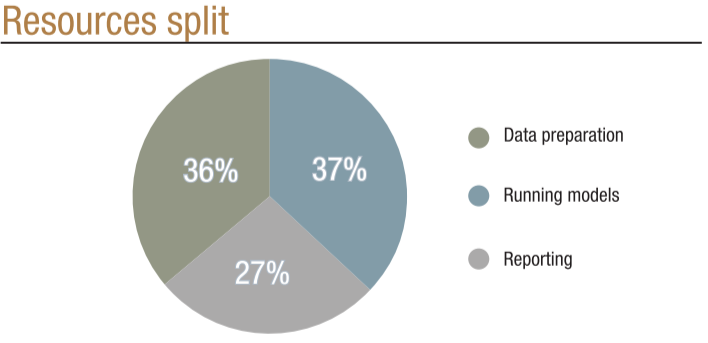 Resources split
36%
37%
27%
Data preparation
Running models
Reporting